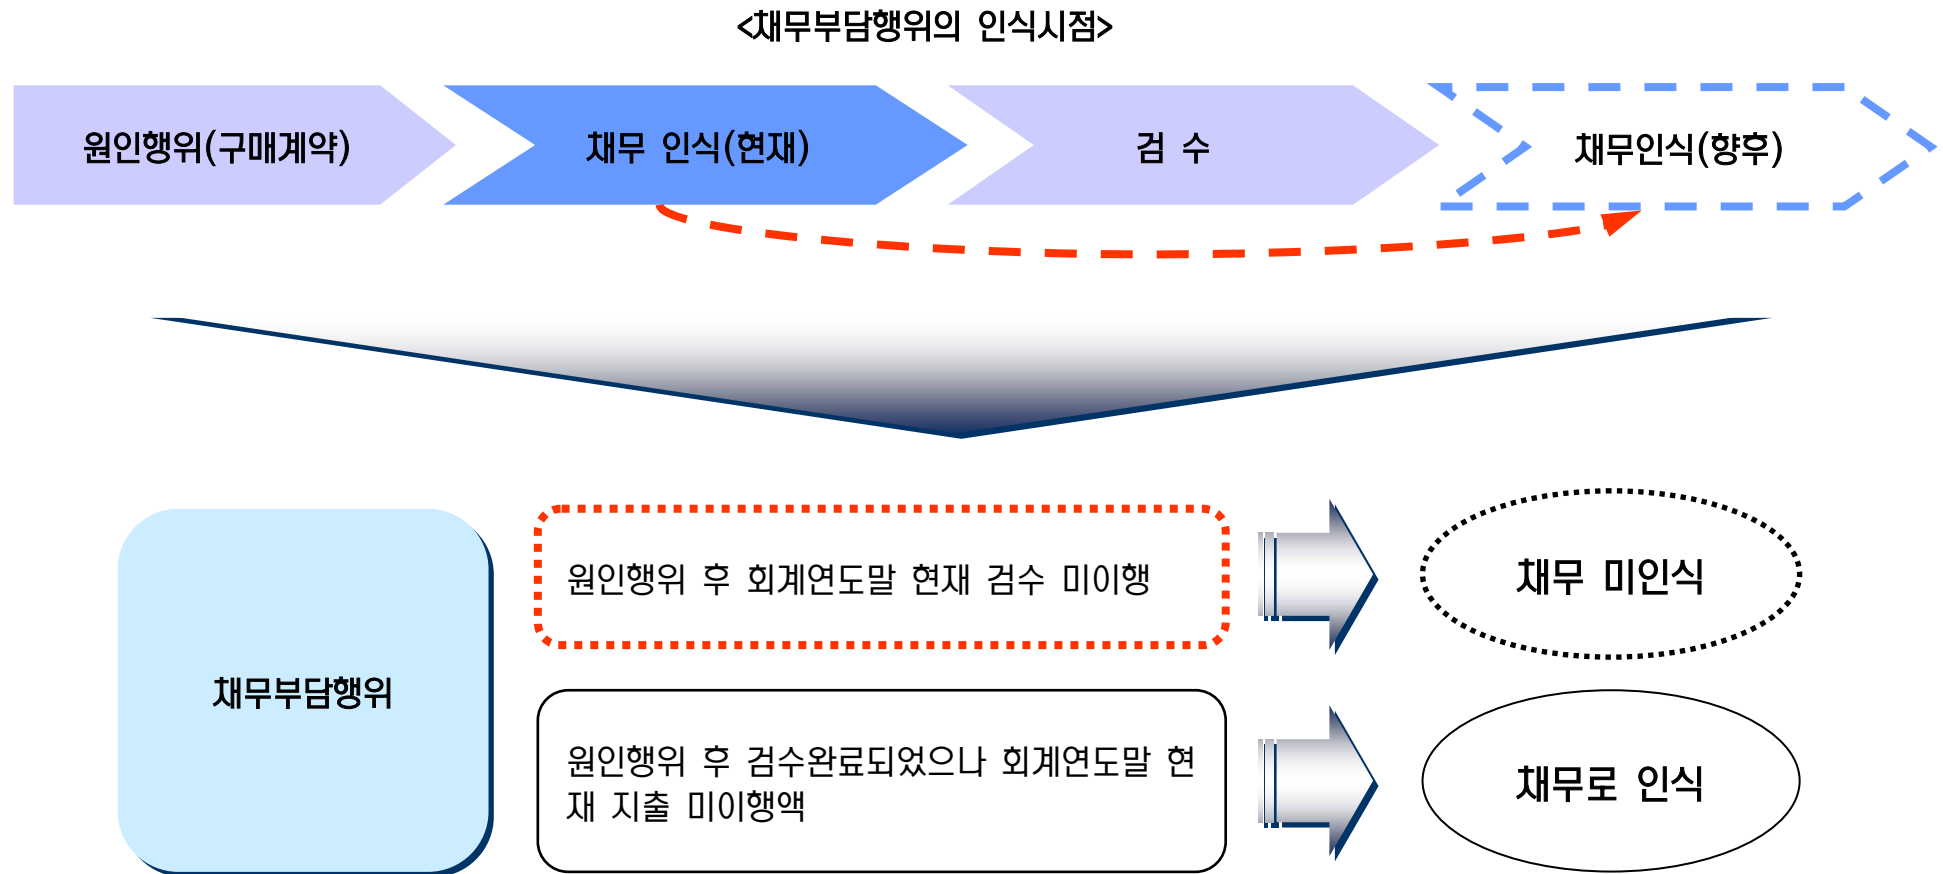 <채무부담행위의 인식시점>
원인행위(구매계약)
채무 인식(현재)
검 수
채무인식(향후)
원인행위 후 회계연도말 현재 검수 미이행
채무 미인식
채무부담행위
원인행위 후 검수완료되었으나 회계연도말 현
재 지출 미이행액
채무로 인식